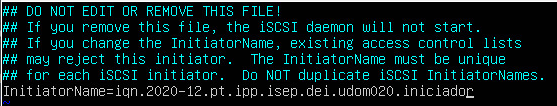 ## DO NOT EDIT OR REMOVE THIS FILE!
## If you remove this file, the iSCSI daemon will not start.
## If you change the InitiatorName, existing access control lists
## may reject this initiator.  The InitiatorName must be unique
## for each iSCSI initiator.  Do NOT duplicate iSCSI InitiatorNames.
InitiatorName=iqn.2020-12.pt.ipp.isep.dei.udom020.iniciador
~